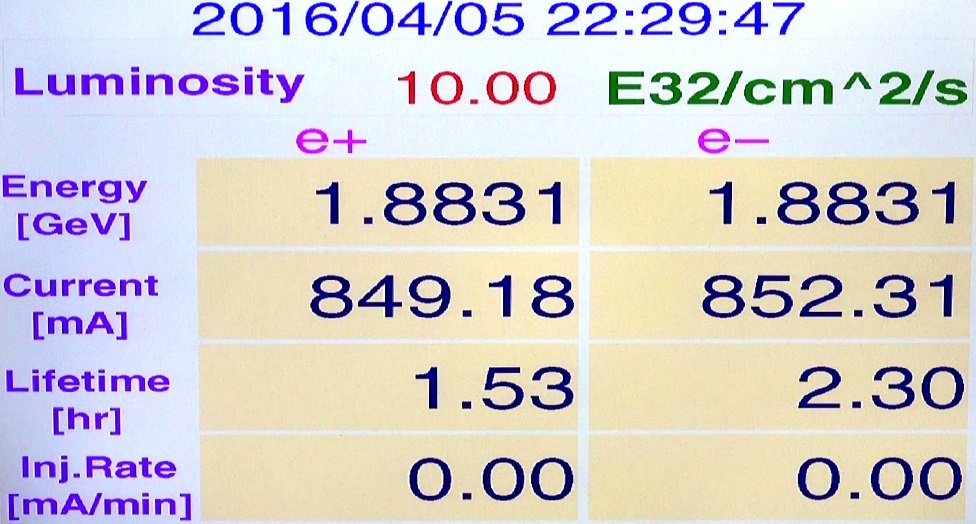 2016/04/05 22:29:47
Luminosity 10.00 E32/cm^2/s
e+ e−
Energy [GeV] 1.8831 1.8831
Current [mA] 849.18 852.31
Lifetime [hr] 1.53 2.30
Inj.Rate [mA/min] 0.00 0.00